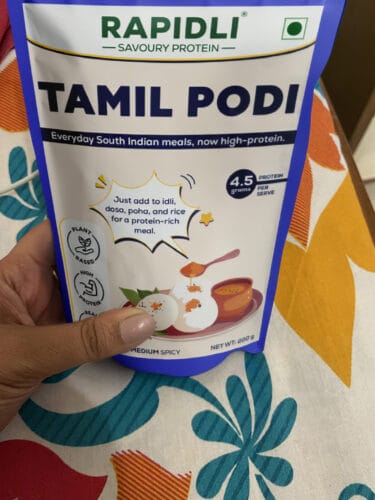 RAPIDLI®
SAVOURY PROTEIN
TAMIL PODI
Everyday South Indian meals, now high-protein.
4.5 PROTEIN
grams PER SERVE
Just add to idli,
dosa, poha, and rice
for a protein-rich
meal.
PLANT
BASED
HIGH
PROTEIN
MEDIUM SPICY
NET WT: 200 g